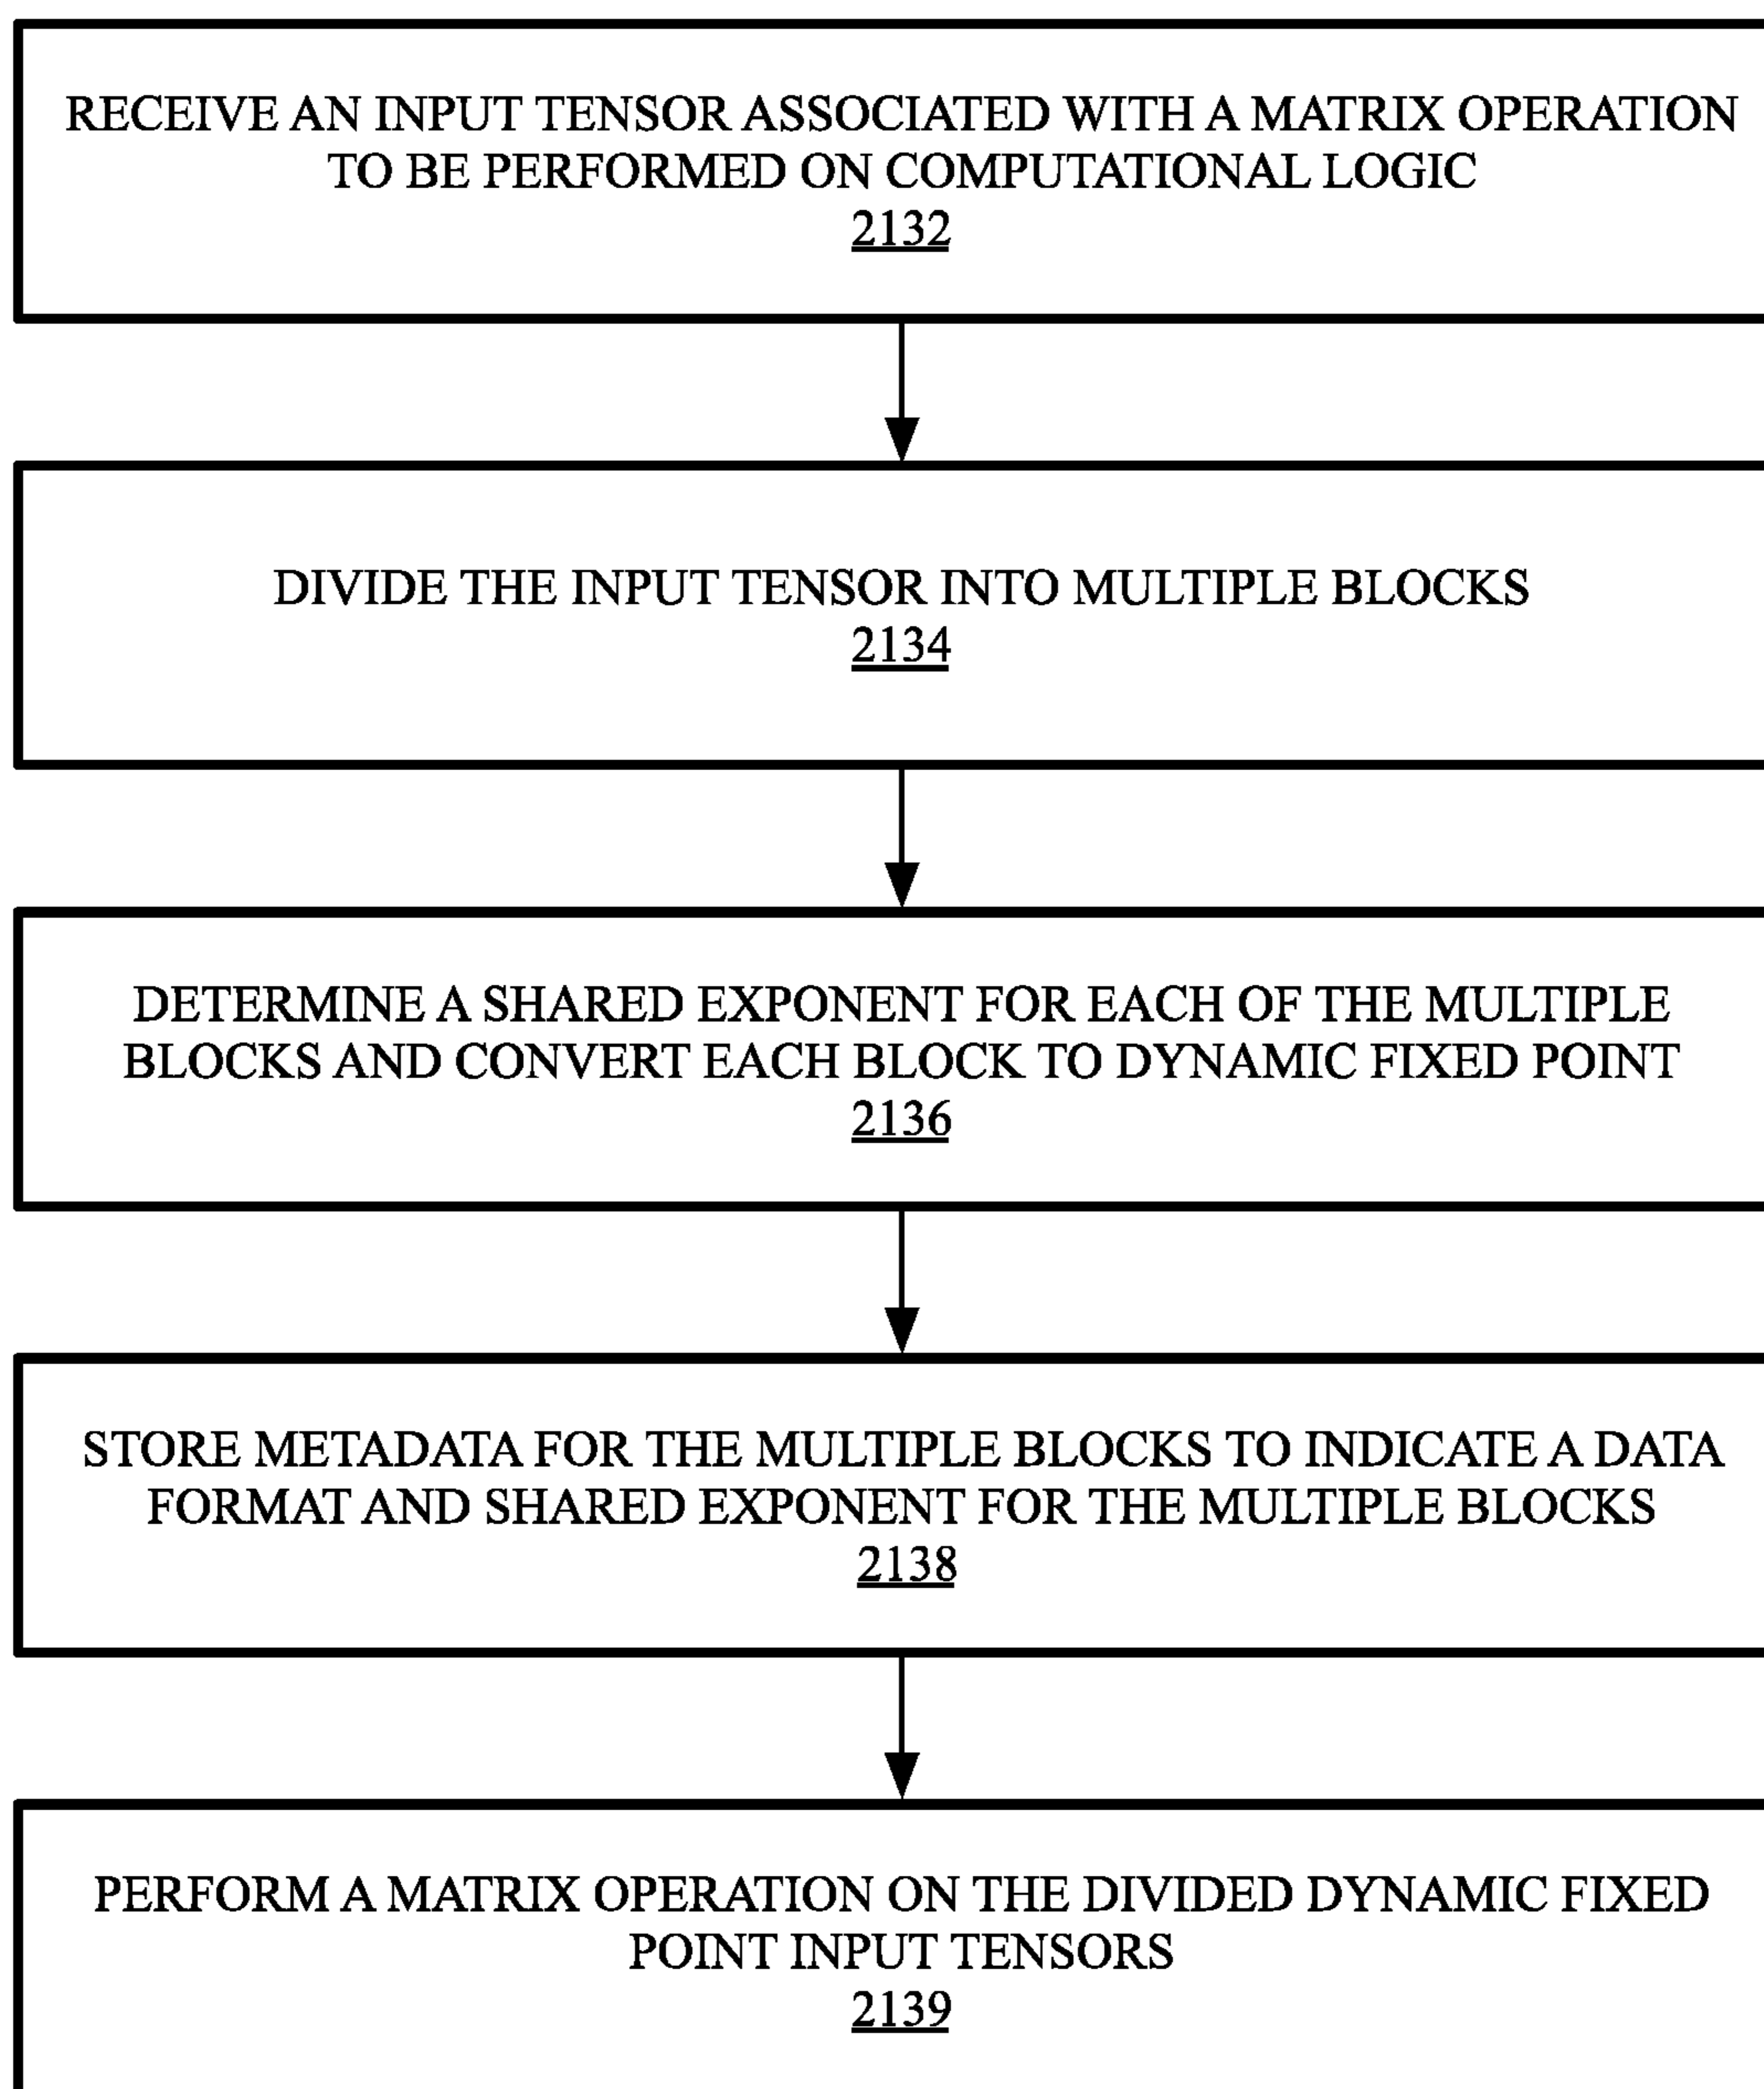 RECEIVE AN INPUT TENSOR ASSOCIATED WITH A MATRIX OPERATION
TO BE PERFORMED ON COMPUTATIONAL LOGIC
2132
DIVIDE THE INPUT TENSOR INTO MULTIPLE BLOCKS
2134
DETERMINE A SHARED EXPONENT FOR EACH OF THE MULTIPLE
BLOCKS AND CONVERT EACH BLOCK TO DYNAMIC FIXED POINT
2136
STORE METADATA FOR THE MULTIPLE BLOCKS TO INDICATE A DATA
FORMAT AND SHARED EXPONENT FOR THE MULTIPLE BLOCKS
2138
PERFORM A MATRIX OPERATION ON THE DIVIDED DYNAMIC FIXED
POINT INPUT TENSORS
2139